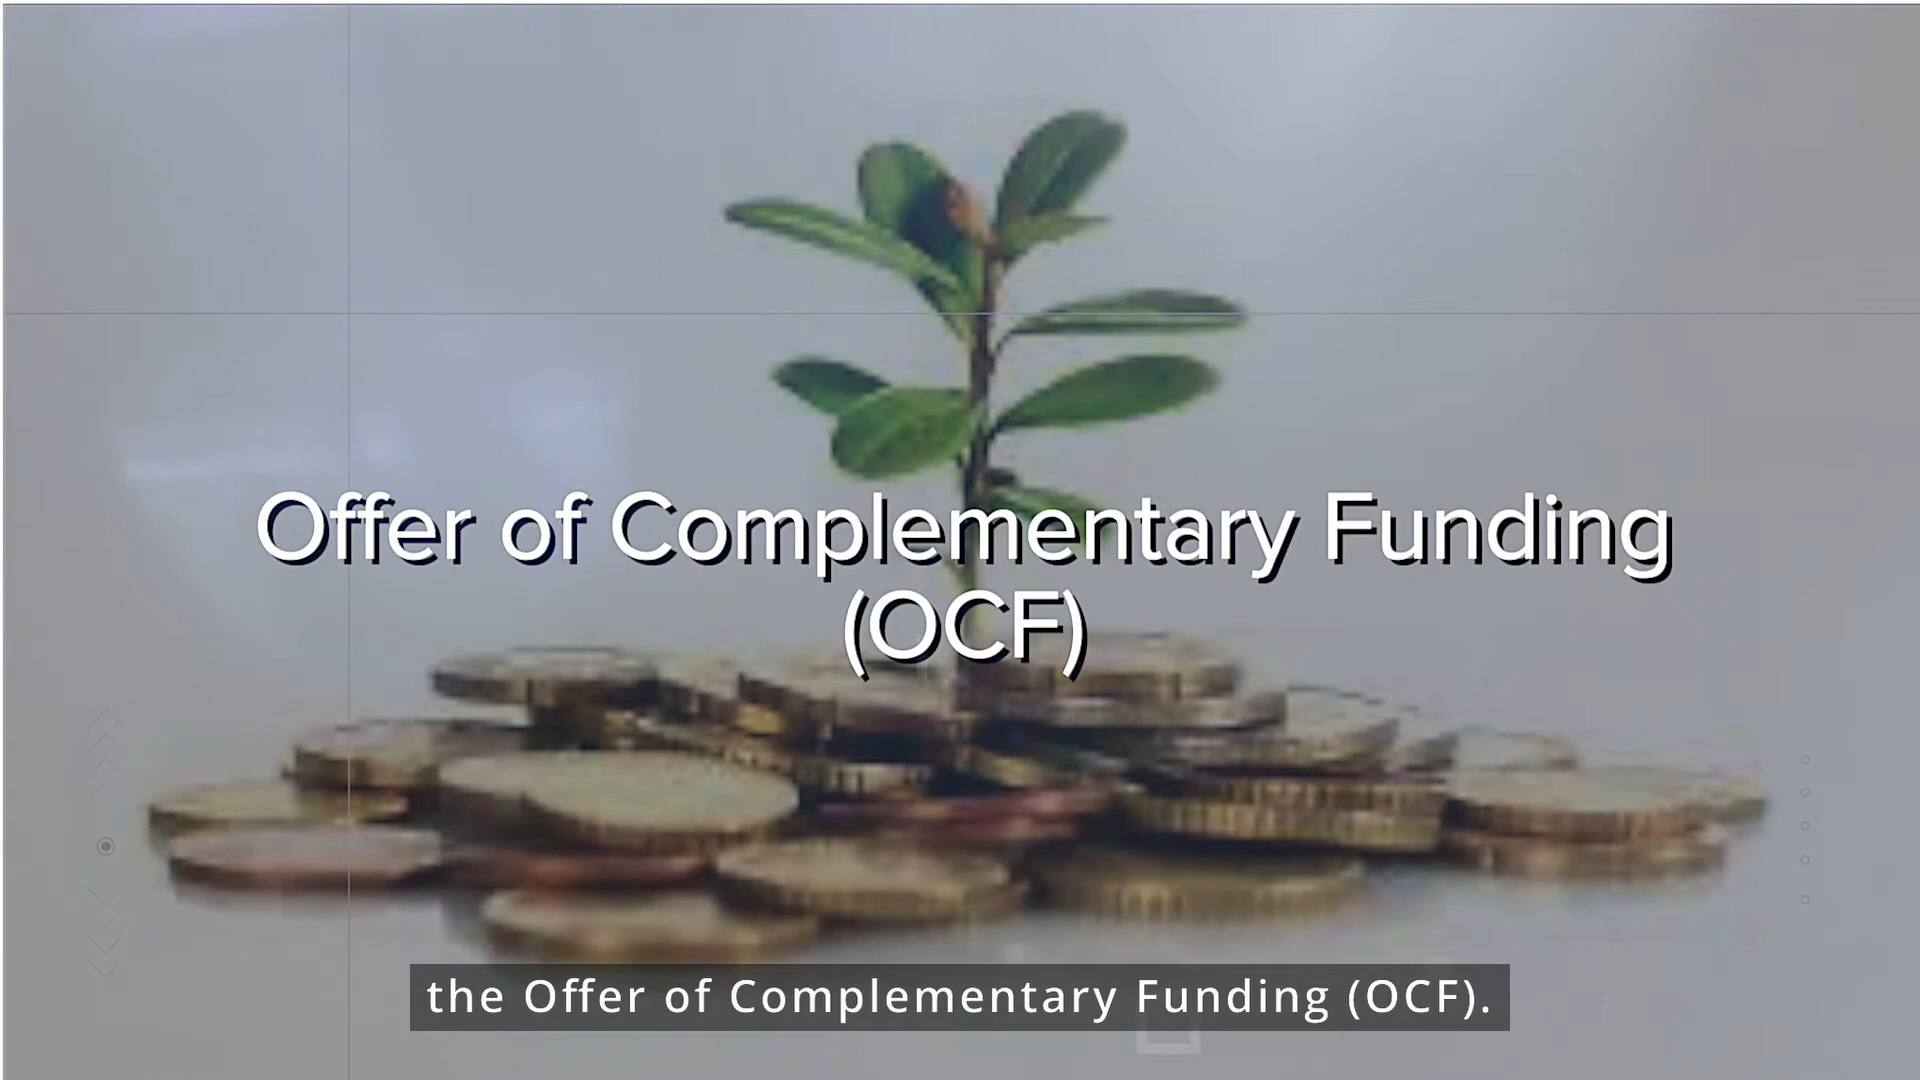 Offer of Complementary Funding
(OCF)
the Offer of Complementary Funding (OCF).